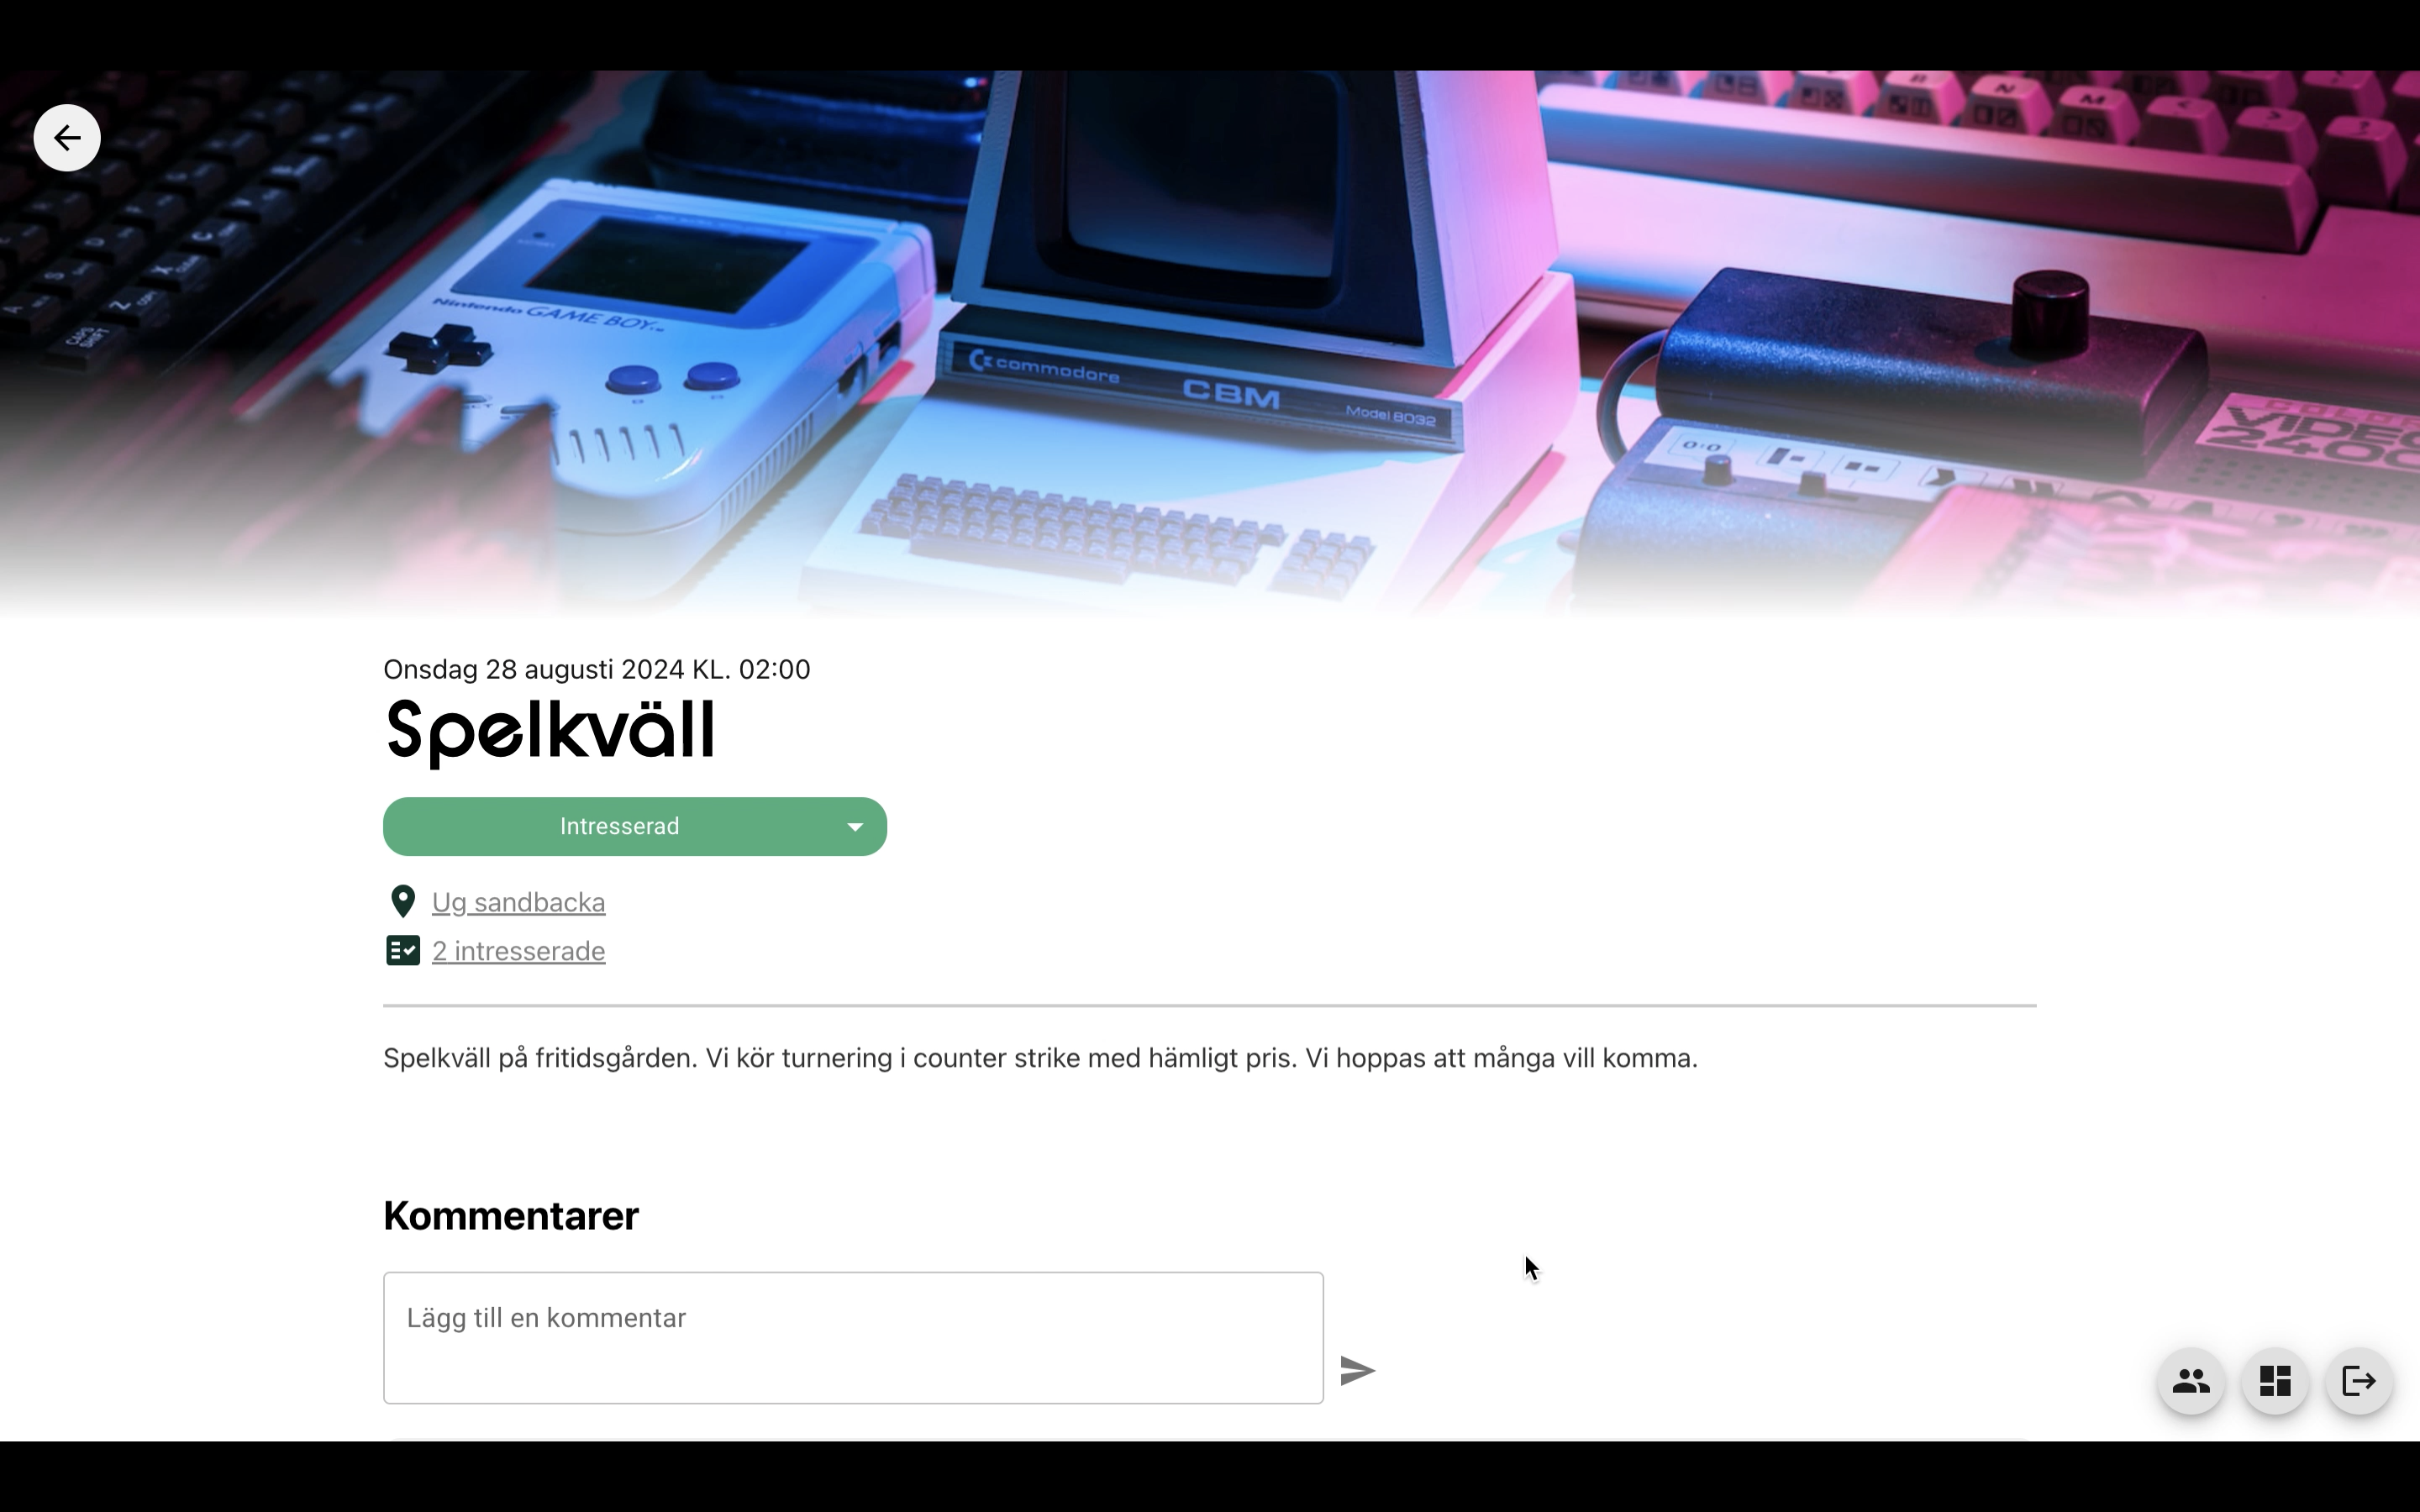 Nintendo GAME BOY™
commodore CBM Model 8032
VIDEO
2400
Onsdag 28 augusti 2024 KL. 02:00
Spelkväll
Intresserad
Ug sandbacka
2 intresserade
Spelkväll på fritidsgården. Vi kör turnering i counter strike med hämligt pris. Vi hoppas att många vill komma.
Kommentarer
Lägg till en kommentar